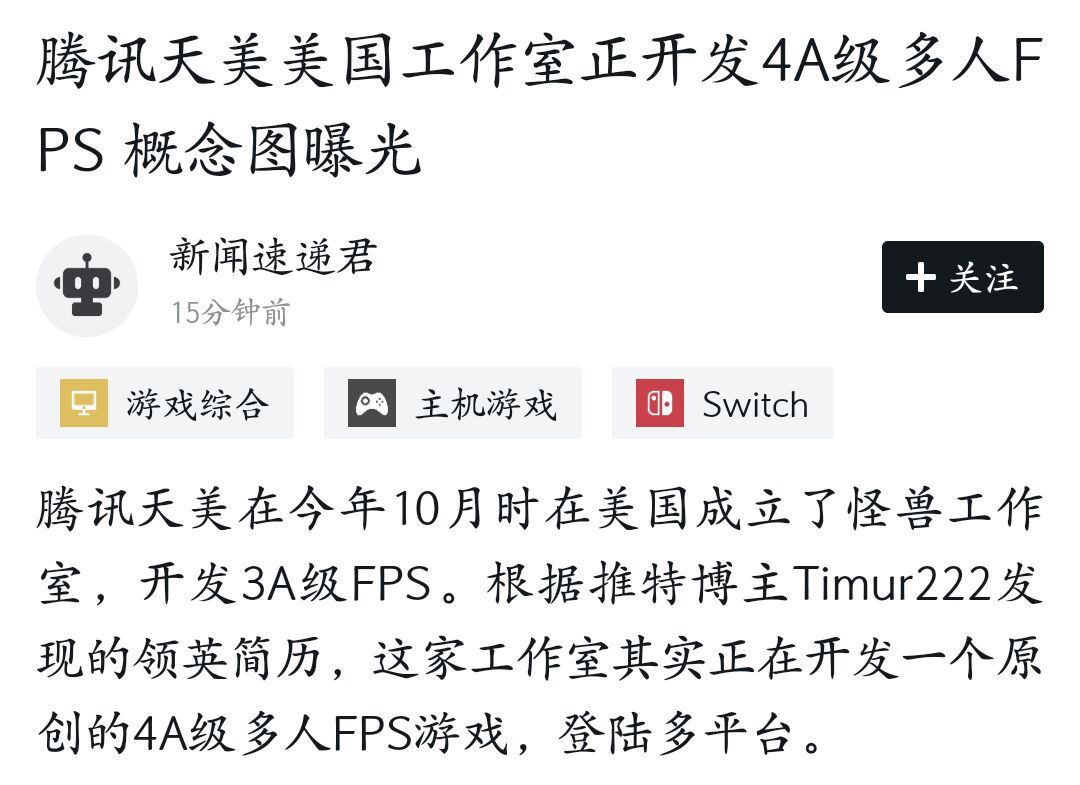 腾讯天美美国工作室正开发4A级多人F
PS 概念图曝光
新闻速递君
15分钟前
+ 关注
游戏综合
主机游戏
Switch
腾讯天美在今年10月时在美国成立了怪兽工作
室，开发3A级FPS。根据推特博主Timur222发
现的领英简历，这家工作室其实正在开发一个原
创的4A级多人FPS游戏，登陆多平台。